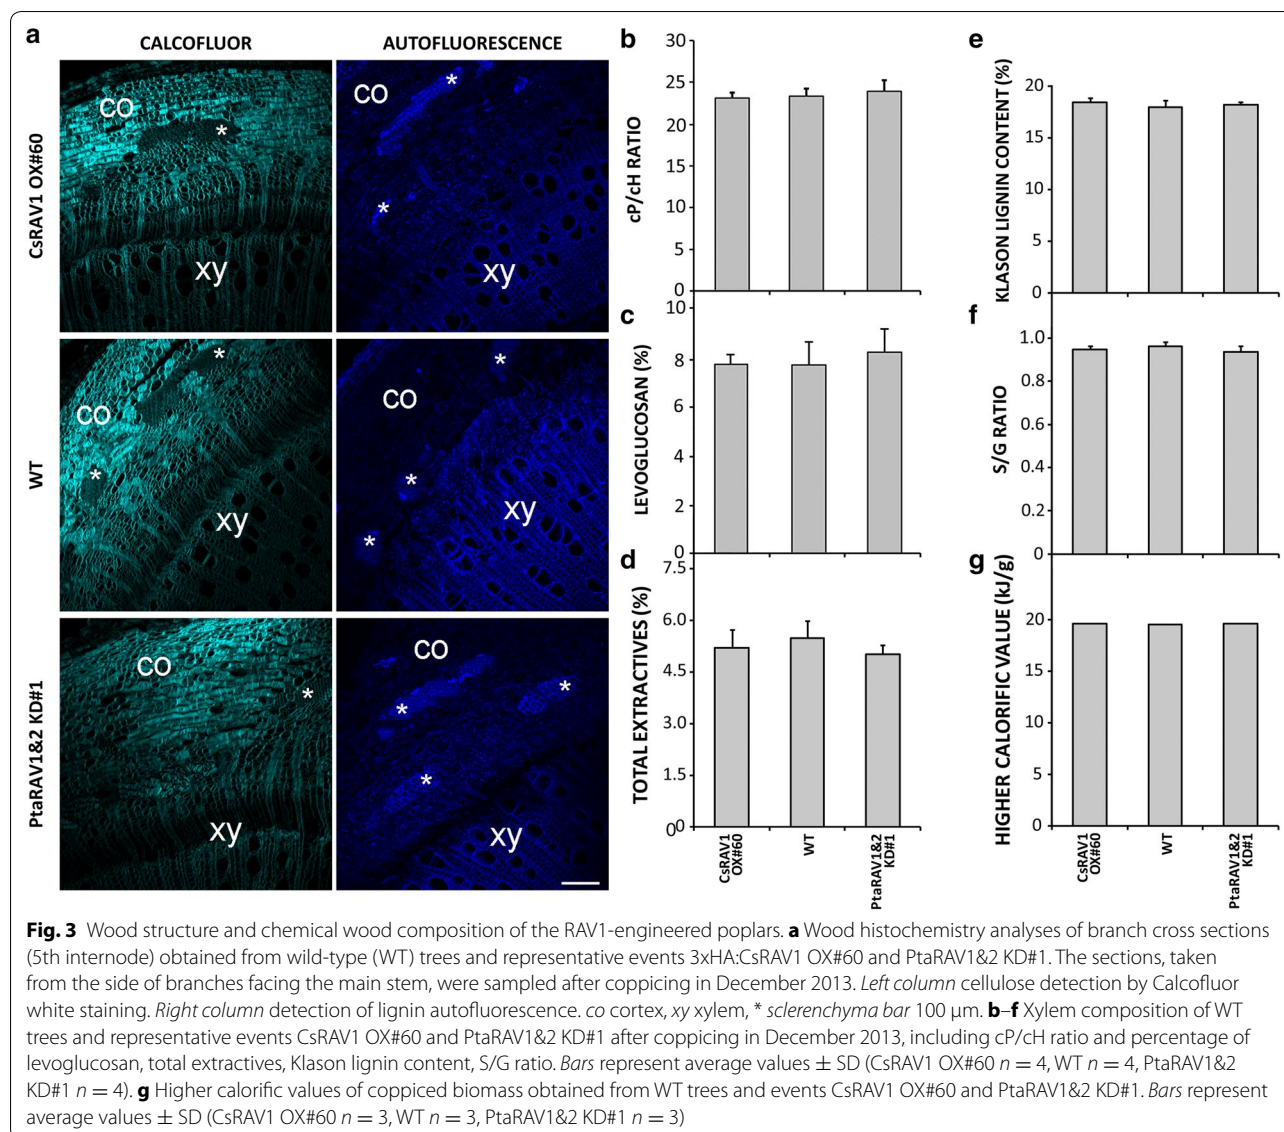 a
CALCOFLUOR
AUTOFLUORESCENCE
CsRAV1 OX#60
co
*
xy
co
*
*
xy
WT
co
*
*
xy
co
*
*
*
xy
PtaRAV1&2 KD#1
co
*
xy
co
*
*
*
xy
b
cP/cH RATIO
30
25
20
15
10
5
0
c
LEVOGLUCOSAN (%)
10
8
6
4
2
0
d
TOTAL EXTRACTIVES (%)
7.5
6.0
4.5
3.0
1.5
0
0
CsRAV1
OX#60
WT
PtaRAV1&2
KD#1
e
KLASON LIGNIN CONTENT (%)
20
15
10
5
0
f
S/G RATIO
1.0
0.8
0.6
0.4
0.2
0
g
HIGHER CALORIFIC VALUE (kJ/g)
20
15
10
5
0
CsRAV1
OX#60
WT
PtaRAV1&2
KD#1
Fig. 3 Wood structure and chemical wood composition of the RAV1-engineered poplars. a Wood histochemistry analyses of branch cross sections
(5th internode) obtained from wild-type (WT) trees and representative events 3xHA:CsRAV1 OX#60 and PtaRAV1&2 KD#1. The sections, taken
from the side of branches facing the main stem, were sampled after coppicing in December 2013. Left column cellulose detection by Calcofluor
white staining. Right column detection of lignin autofluorescence. co cortex, xy xylem, * sclerenchyma bar 100 µm. b–f Xylem composition of WT
trees and representative events CsRAV1 OX#60 and PtaRAV1&2 KD#1 after coppicing in December 2013, including cP/cH ratio and percentage of
levoglucosan, total extractives, Klason lignin content, S/G ratio. Bars represent average values ± SD (CsRAV1 OX#60 n = 4, WT n = 4, PtaRAV1&2
KD#1 n = 4). g Higher calorific values of coppiced biomass obtained from WT trees and events CsRAV1 OX#60 and PtaRAV1&2 KD#1. Bars represent
average values ± SD (CsRAV1 OX#60 n = 3, WT n = 3, PtaRAV1&2 KD#1 n = 3)